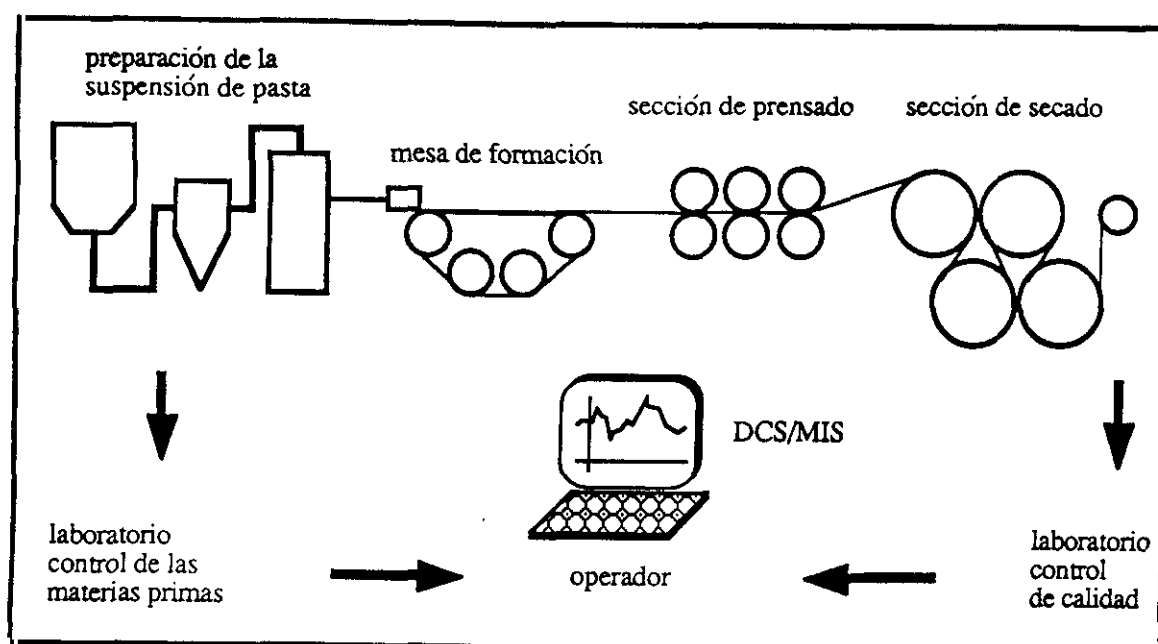 preparación de la
suspensión de pasta
sección de prensado
sección de secado
mesa de formación
DCS/MIS
laboratorio
control de las
materias primas
operador
laboratorio
control
de calidad